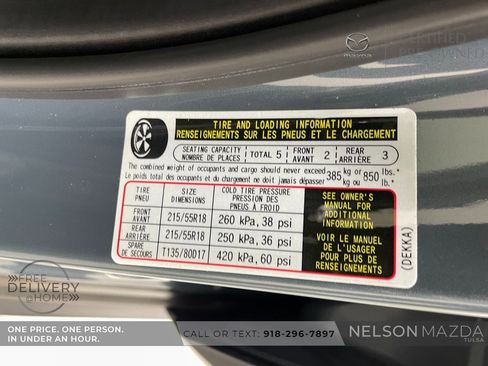 mazda
CERTIFIED
PRE-OWNED
TIRE AND LOADING INFORMATION
RENSEIGNEMENTS SUR LES PNEUS ET LE CHARGEMENT
SEATING CAPACITY
NOMBRE DE PLACES
TOTAL 5
FRONT
AVANT 2
REAR
ARRIÈRE 3
The combined weight of occupants and cargo should never exceed 385 kg or 850 lbs.
Le poids total des occupants et du chargement ne doit jamais dépasser 385 kg ou 850 lb.
TIRE
PNEU
SIZE
DIMENSIONS
COLD TIRE PRESSURE
PRESSION DES
PNEUS À FROID
FRONT
AVANT
215/55R18
260 kPa, 38 psi
REAR
ARRIÈRE
215/55R18
250 kPa, 36 psi
SPARE
DE SECOURS
T135/80D17
420 kPa, 60 psi
SEE OWNER'S
MANUAL FOR
ADDITIONAL
INFORMATION
VOIR LE MANUEL
DE L'USAGER
POUR PLUS DE
RENSEIGNEMENTS
(DEKKA)
FREE
DELIVERY
@HOME
ONE PRICE. ONE PERSON.
IN UNDER AN HOUR.
CALL OR TEXT: 918-296-7897
NELSON MAZDA
TULSA